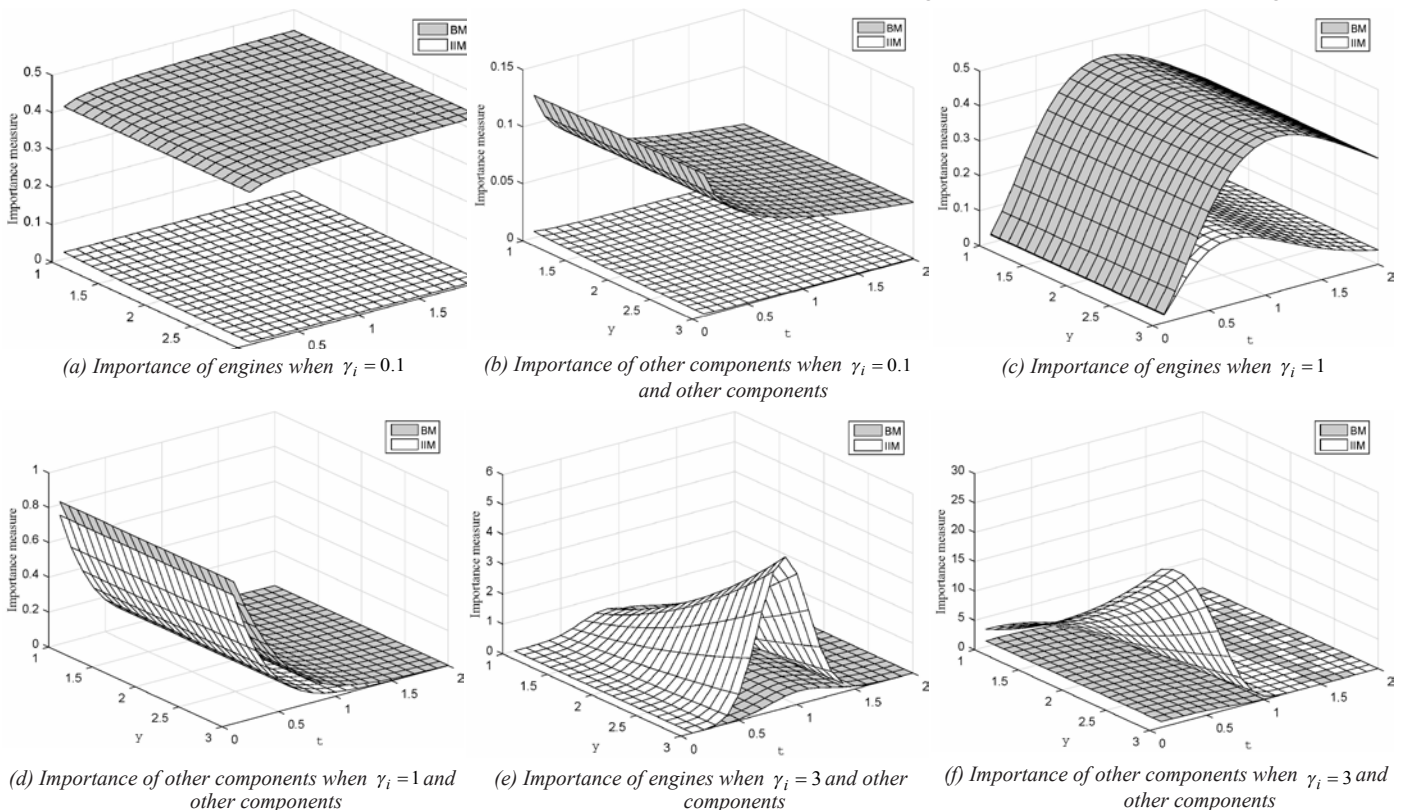 BM
IIM
Importance measure
0.5
0.4
0.3
0.2
0.1
0
1
1.5
2
2.5
0.5
1
1.5
BM
IIM
Importance measure
0.15
0.1
0.05
0
1
1.5
2
2.5
3
y
0
0.5
1
1.5
2
t
BM
IIM
Importance measure
0.5
0.4
0.3
0.2
0.1
0
1
1.5
2
2.5
3
y
0
0.5
1
1.5
2
t
(a) Importance of engines when γi = 0.1
(b) Importance of other components when γi = 0.1
and other components
(c) Importance of engines when γi = 1
BM
IIM
Importance measure
1
0.8
0.6
0.4
0.2
0
1
1.5
2
2.5
3
y
0
0.5
1
1.5
2
t
BM
IIM
Importance measure
6
5
4
3
2
1
0
1
1.5
2
2.5
3
y
0
0.5
1
1.5
2
t
BM
IIM
Importance measure
30
25
20
15
10
5
0
1
1.5
2
2.5
3
y
0
0.5
1
1.5
2
t
(d) Importance of other components when γi = 1 and
other components
(e) Importance of engines when γi = 3 and other
components
(f) Importance of other components when γi = 3 and
other components